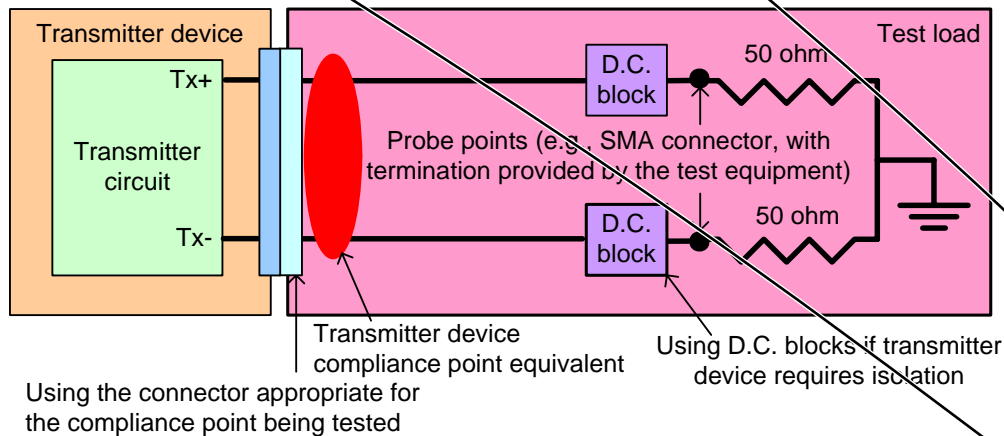 Transmitter device
Test load
Tx+
D.C.
block
50 ohm
Transmitter
circuit
Probe points (e.g., SMA connector, with
termination provided by the test equipment)
Tx-
D.C.
block
50 ohm
Transmitter device
compliance point equivalent
Using D.C. blocks if transmitter
device requires isolation
Using the connector appropriate for
the compliance point being tested